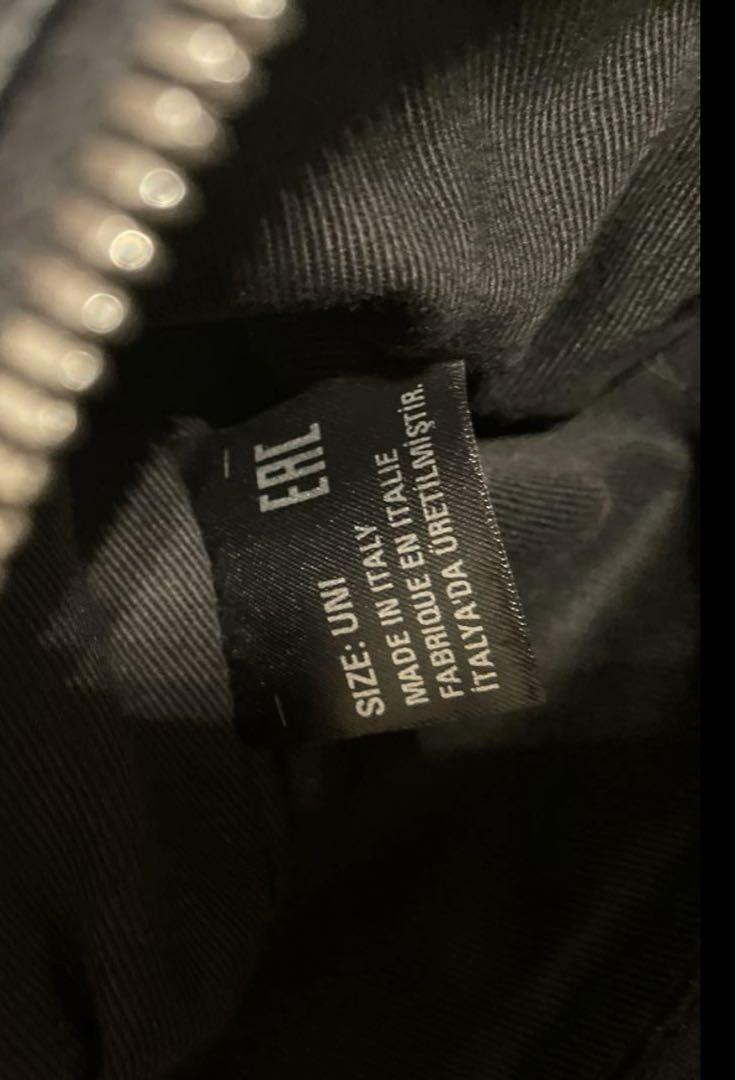 EAC
SIZE: UNI
MADE IN ITALY
FABRIQUE EN ITALIE
İTALYA'DA ÜRETİLMİŞTİR.